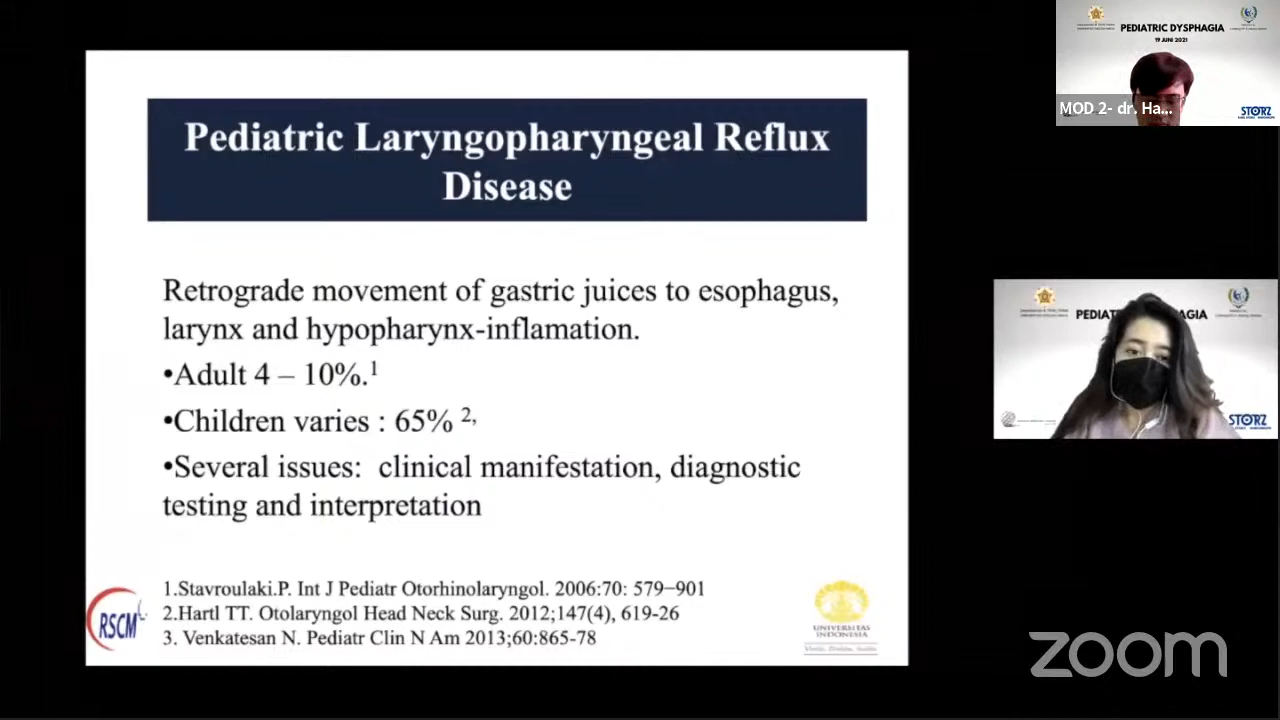 Pediatric Laryngopharyngeal Reflux
Disease
Retrograde movement of gastric juices to esophagus,
larynx and hypopharynx-inflamation.
•Adult 4 – 10%.1
•Children varies : 65% 2,
•Several issues: clinical manifestation, diagnostic
testing and interpretation
1.Stavroulaki.P. Int J Pediatr Otorhinolaryngol. 2006:70: 579–901
2.Hartl TT. Otolaryngol Head Neck Surg. 2012;147(4), 619-26
3. Venkatesan N. Pediatr Clin N Am 2013;60:865-78
RSCM
UNIVERSITAS
INDONESIA
PEDIATRIC DYSPHAGIA
19 JUNI 2021
MOD 2- dr. Ha...
STORZ
PEDI
AGIA
STORZ
zoom